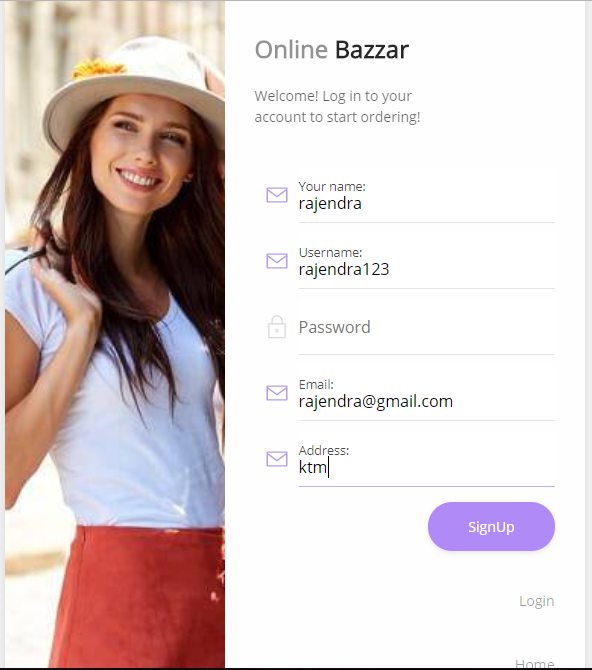 Online Bazzar
Welcome! Log in to your
account to start ordering!
Your name:
rajendra
Username:
rajendra123
Password
Email:
rajendra@gmail.com
Address:
ktm
SignUp
Login
Home